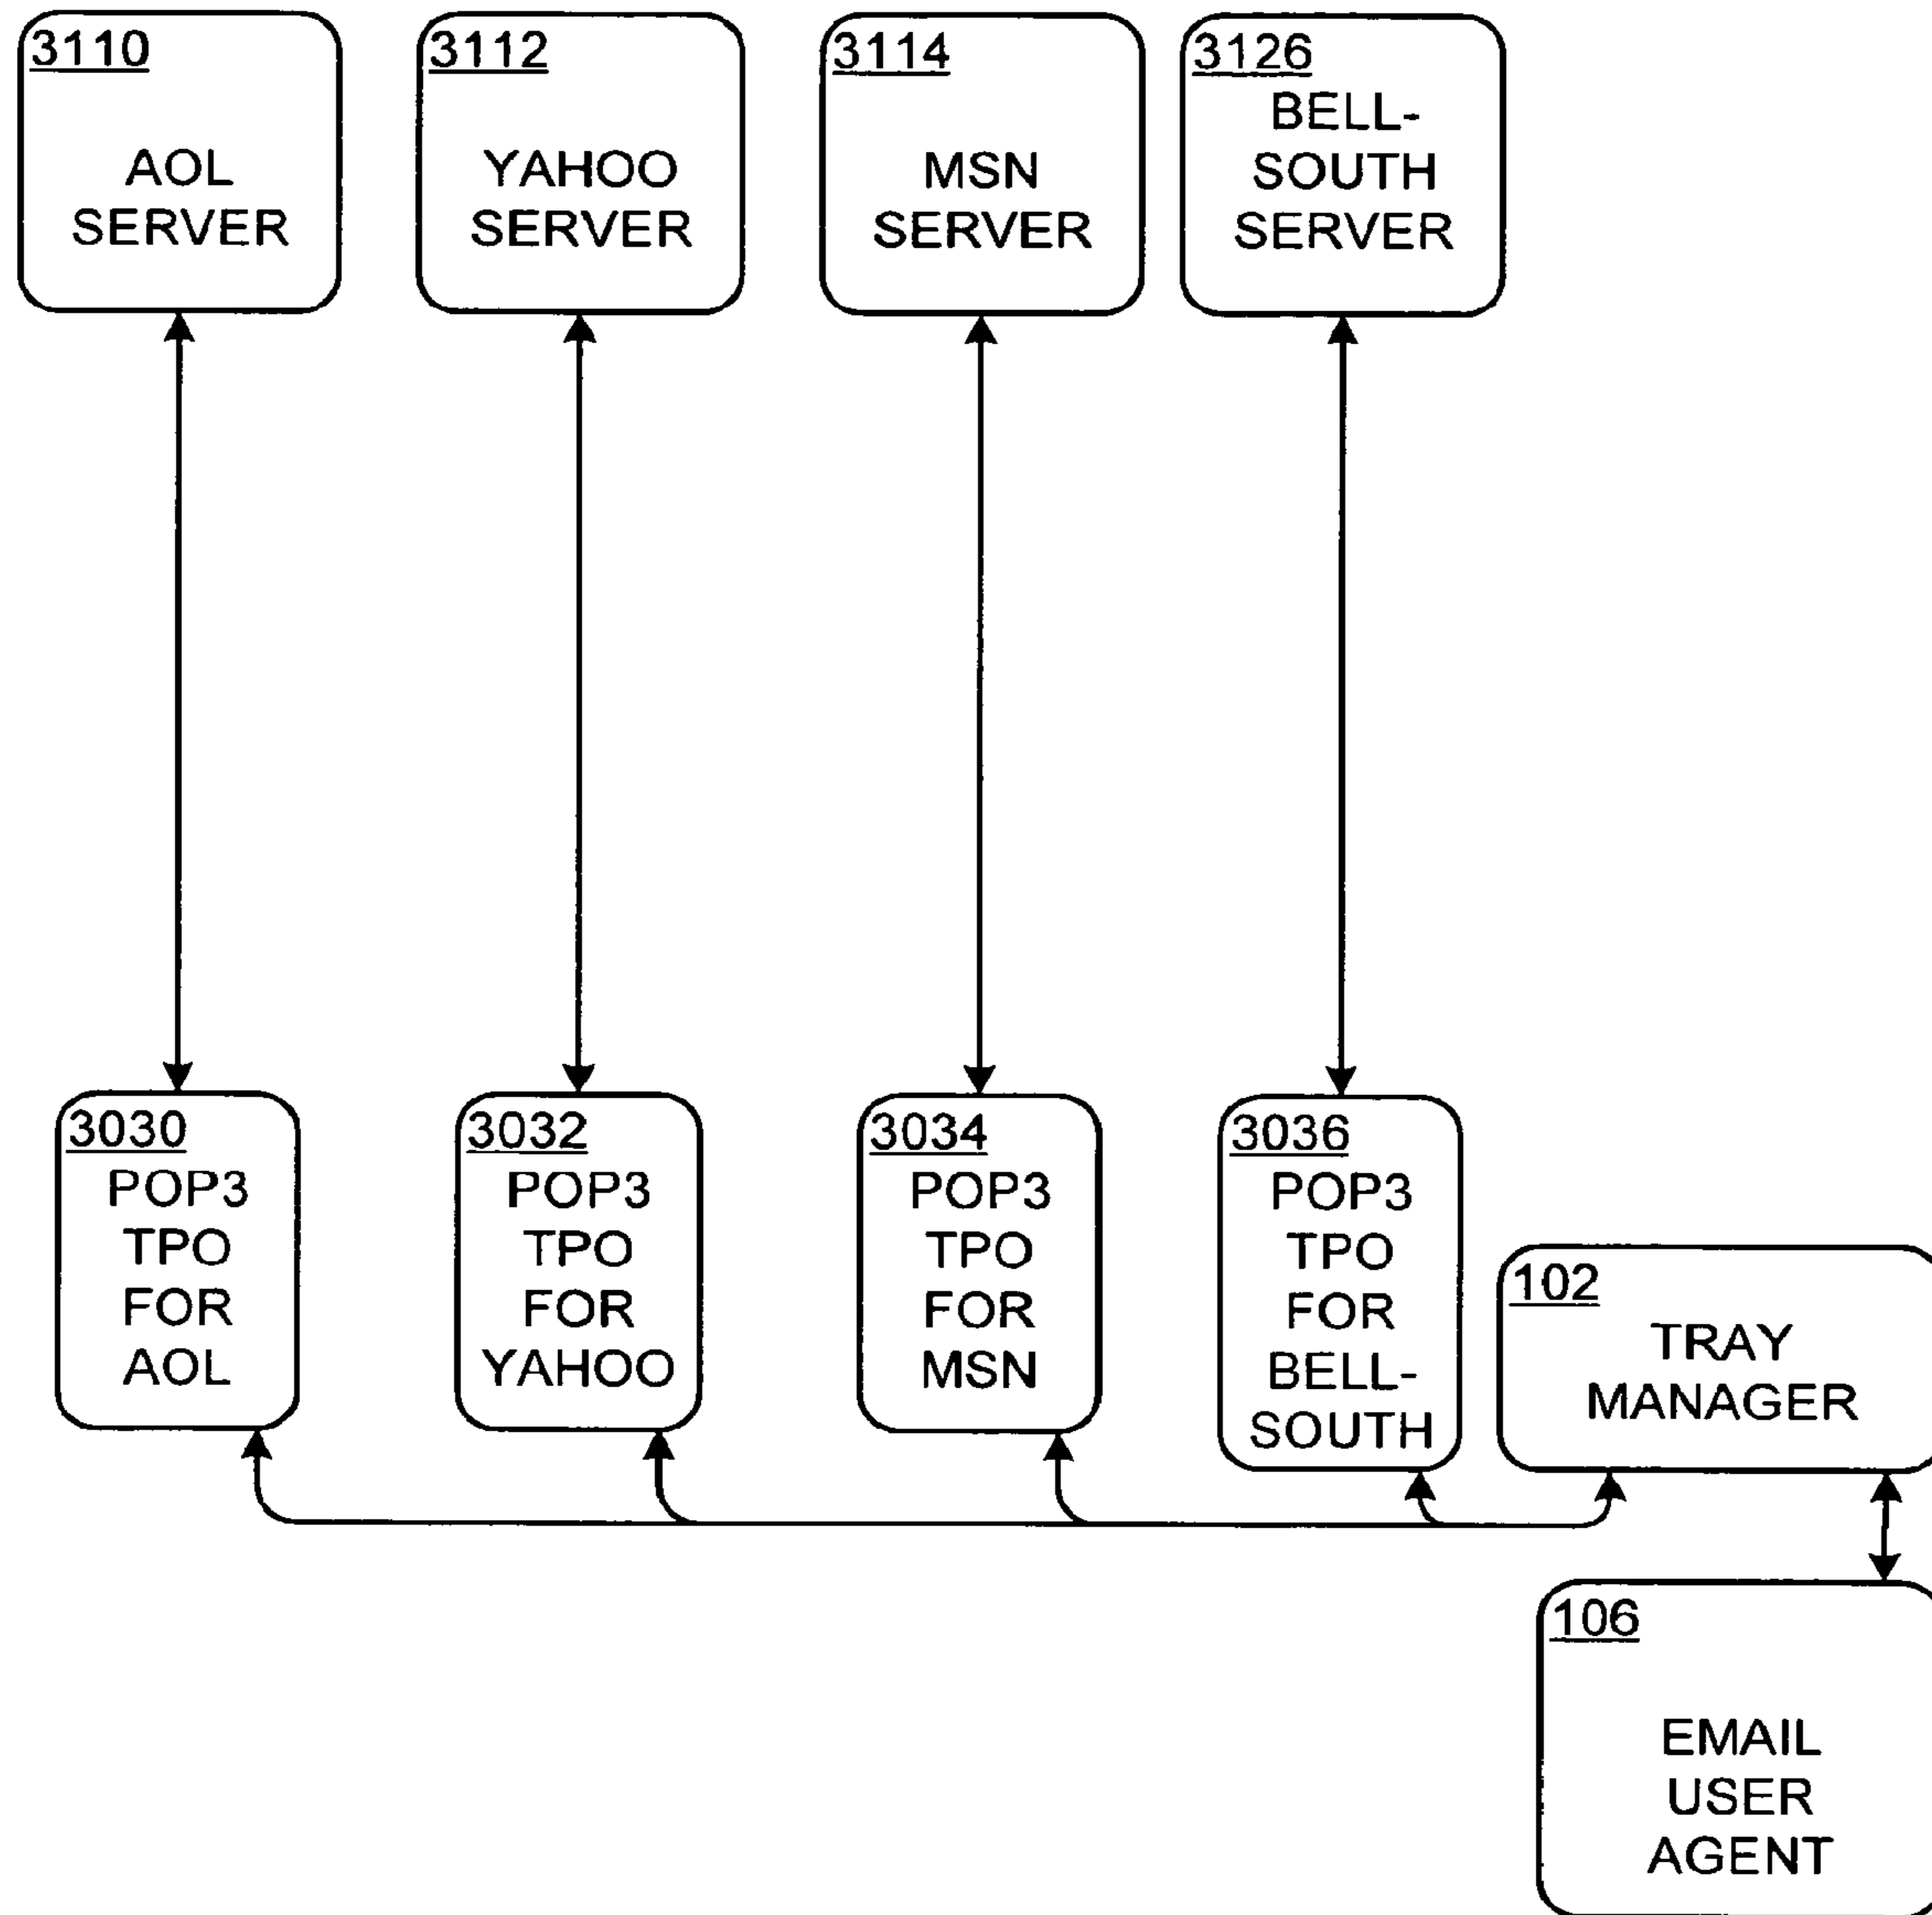 3110
AOL
SERVER
3112
YAHOO
SERVER
3114
MSN
SERVER
3126
BELL-
SOUTH
SERVER
3030
POP3
TPO
FOR
AOL
3032
POP3
TPO
FOR
YAHOO
3034
POP3
TPO
FOR
MSN
3036
POP3
TPO
FOR
BELL-
SOUTH
102
TRAY
MANAGER
106
EMAIL
USER
AGENT